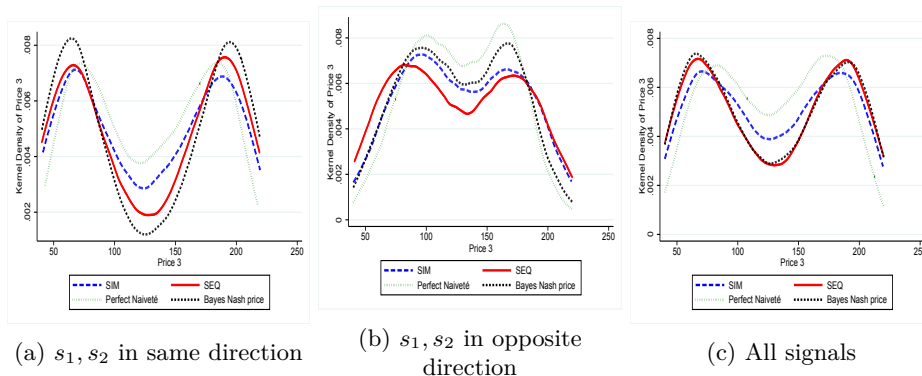 Kernel Density of Price 3
.008
.006
.004
.002
50 100 150 200 250
Price 3
SIM SEQ
Perfect Naiveté Bayes Nash price
(a) s₁, s₂ in same direction
Kernel Density of Price 3
.008
.006
.004
.002
0
50 100 150 200 250
Price 3
SIM SEQ
Perfect Naiveté Bayes Nash price
(b) s₁, s₂ in opposite
direction
Kernel Density of Price 3
.008
.006
.004
.002
0
50 100 150 200 250
Price 3
SIM SEQ
Perfect Naiveté Bayes Nash price
(c) All signals